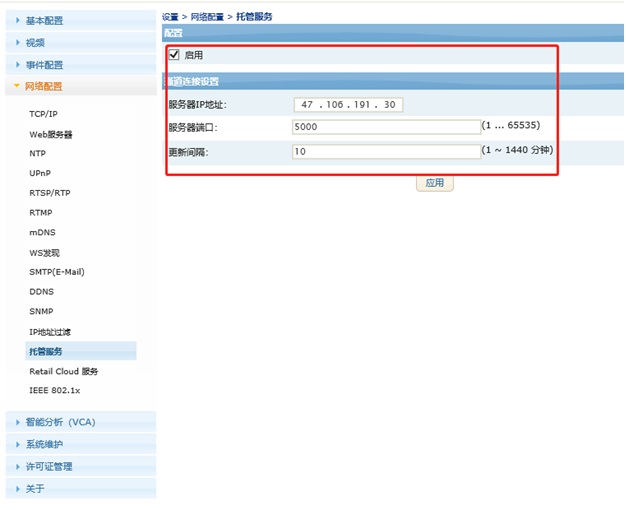 基本配置
视频
事件配置
网络配置
TCP/IP
Web服务器
NTP
UPnP
RTSP/RTP
RTMP
mDNS
WS发现
SMTP(E-Mail)
DDNS
SNMP
IP地址过滤
托管服务
Retail Cloud 服务
IEEE 802.1x
智能分析 (VCA)
系统维护
许可证管理
关于
设置 > 网络配置 > 托管服务
配置
启用
通道连接设置
服务器IP地址: 47 . 106 . 191 . 30
服务器端口: 5000 (1 ... 65535)
更新间隔: 10 (1 ~ 1440 分钟)
应用